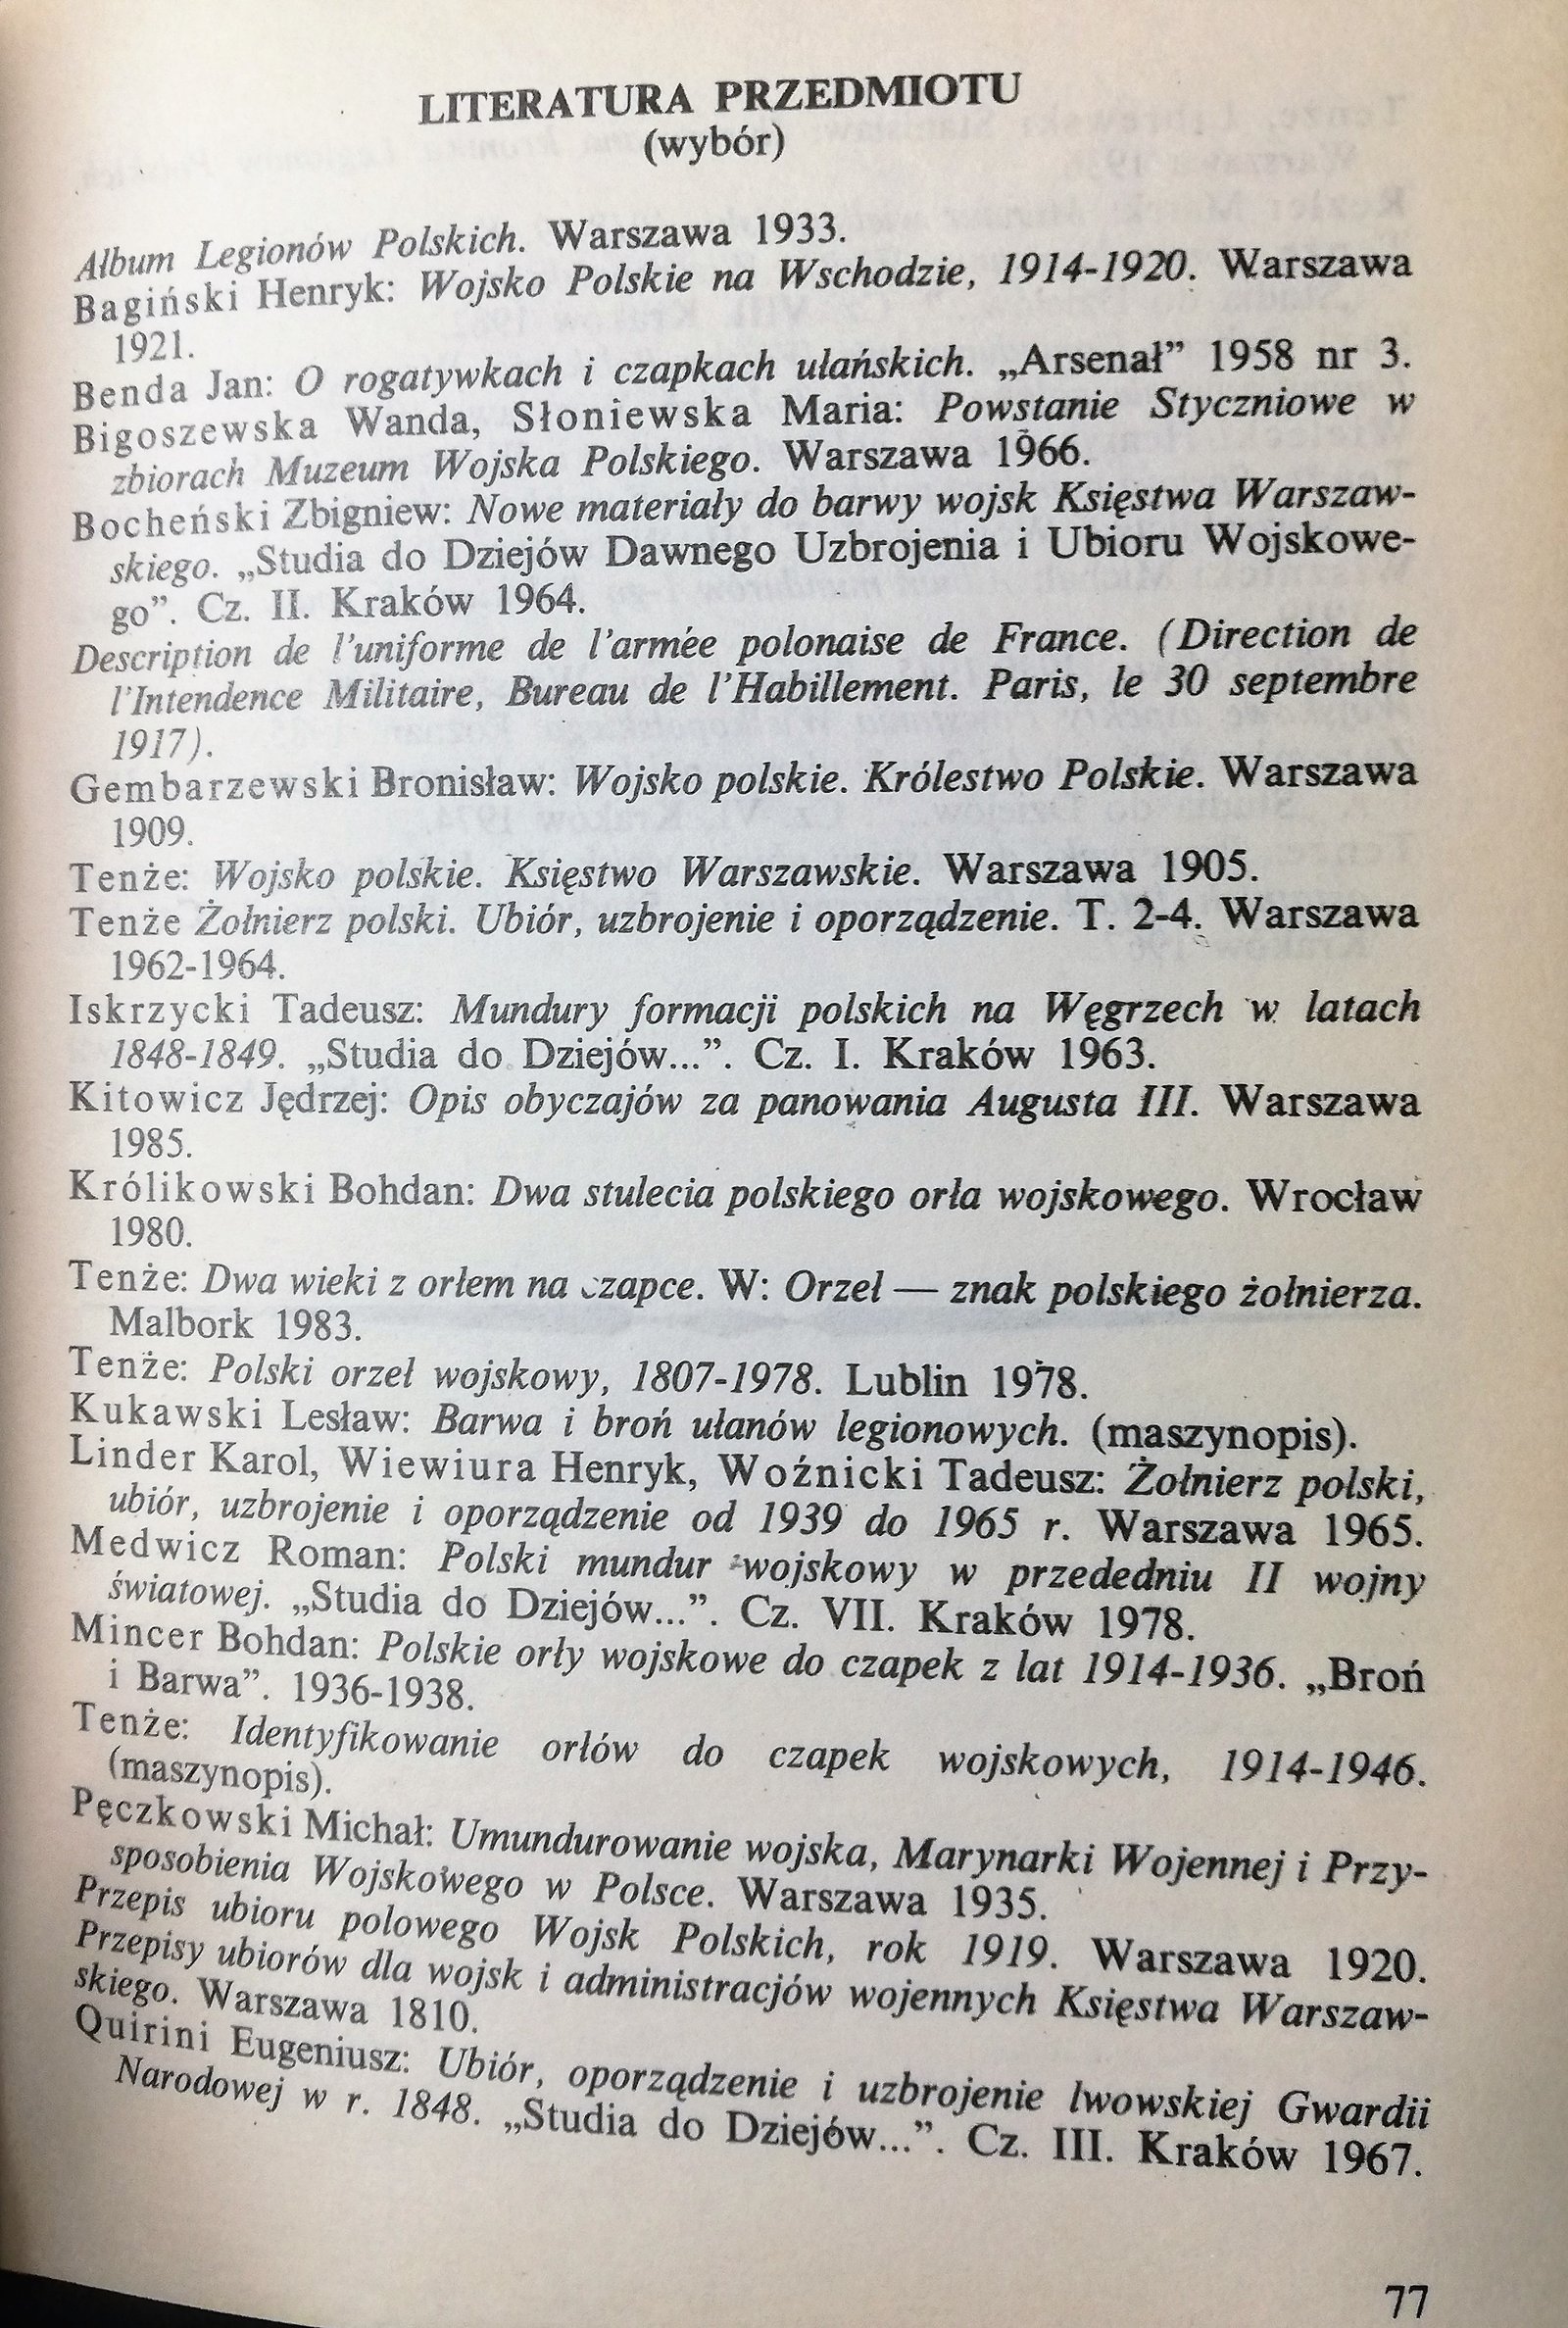 LITERATURA PRZEDMIOTU
(wybór)
Album Legionów Polskich. Warszawa 1933.
Bagiński Henryk: Wojsko Polskie na Wschodzie, 1914-1920. Warszawa
1921.
Benda Jan: O rogatywkach i czapkach ułańskich. „Arsenał” 1958 nr 3.
Bigoszewska Wanda, Słoniewska Maria: Powstanie Styczniowe w
zbiorach Muzeum Wojska Polskiego. Warszawa 1966.
Bocheński Zbigniew: Nowe materiały do barwy wojsk Księstwa Warszaw-
skiego. „Studia do Dziejów Dawnego Uzbrojenia i Ubioru Wojskowe-
go”. Cz. II. Kraków 1964.
Description de l'uniforme de l'armée polonaise de France. (Direction de
l'Intendence Militaire, Bureau de l'Habillement. Paris, le 30 septembre
1917).
Gembarzewski Bronisław: Wojsko polskie. Królestwo Polskie. Warszawa
1909.
Tenże: Wojsko polskie. Księstwo Warszawskie. Warszawa 1905.
Tenże Żołnierz polski. Ubiór, uzbrojenie i oporządzenie. T. 2-4. Warszawa
1962-1964.
Iskrzycki Tadeusz: Mundury formacji polskich na Węgrzech w latach
1848-1849. „Studia do Dziejów...”. Cz. I. Kraków 1963.
Kitowicz Jędrzej: Opis obyczajów za panowania Augusta III. Warszawa
1985.
Królikowski Bohdan: Dwa stulecia polskiego orła wojskowego. Wrocław
1980.
Tenże: Dwa wieki z orłem na czapce. W: Orzeł — znak polskiego żołnierza.
Malbork 1983.
Tenże: Polski orzeł wojskowy, 1807-1978. Lublin 1978.
Kukawski Lesław: Barwa i broń ułanów legionowych. (maszynopis).
Linder Karol, Wiewiura Henryk, Woźnicki Tadeusz: Żołnierz polski,
ubiór, uzbrojenie i oporządzenie od 1939 do 1965 r. Warszawa 1965.
Medwicz Roman: Polski mundur wojskowy w przededniu II wojny
światowej. „Studia do Dziejów...”. Cz. VII. Kraków 1978.
Mincer Bohdan: Polskie orły wojskowe do czapek z lat 1914-1936. „Broń
i Barwa”. 1936-1938.
Tenże: Identyfikowanie orłów do czapek wojskowych, 1914-1946.
(maszynopis).
Pęczkowski Michał: Umundurowanie wojska, Marynarki Wojennej i Przy-
sposobienia Wojskowego w Polsce. Warszawa 1935.
Przepis ubioru polowego Wojsk Polskich, rok 1919. Warszawa 1920.
Przepisy ubiorów dla wojsk i administracjów wojennych Księstwa Warszaw-
skiego. Warszawa 1810.
Quirini Eugeniusz: Ubiór, oporządzenie i uzbrojenie lwowskiej Gwardii
Narodowej w r. 1848. „Studia do Dziejów...”. Cz. III. Kraków 1967.
77